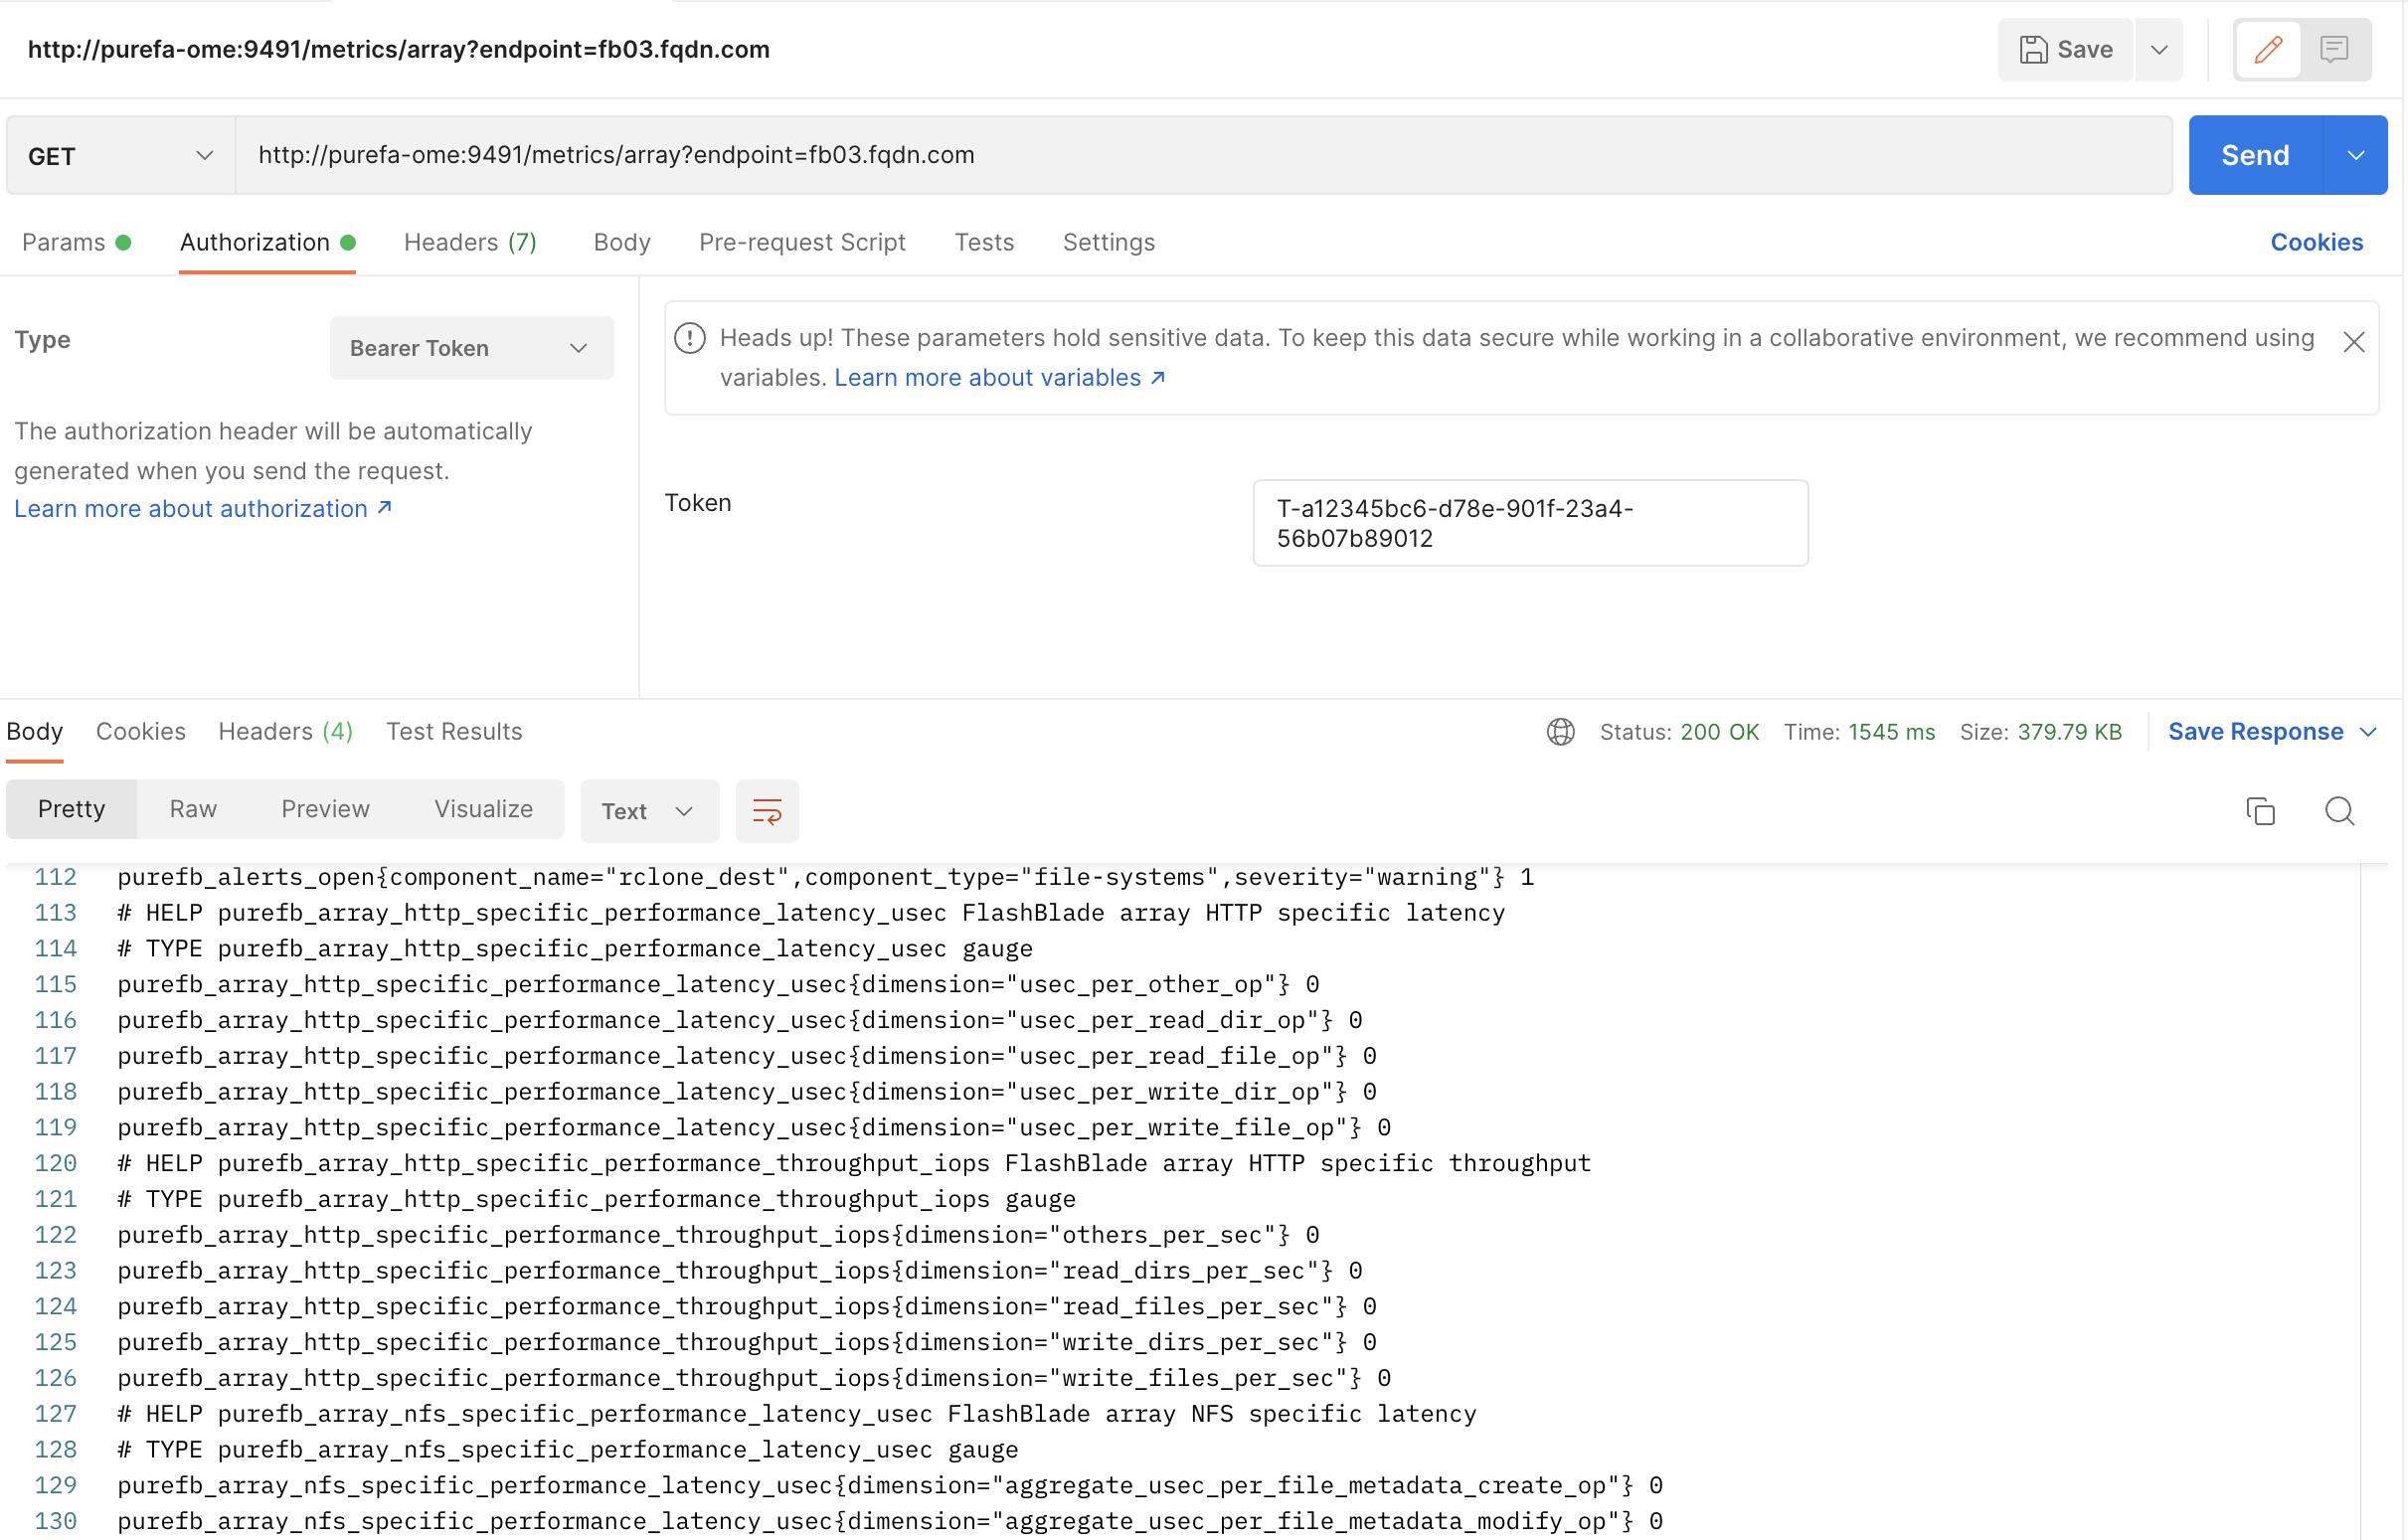 http://purefa-ome:9491/metrics/array?endpoint=fb03.fqdn.com
Save
GET
http://purefa-ome:9491/metrics/array?endpoint=fb03.fqdn.com
Send
Params
Authorization
Headers (7)
Body
Pre-request Script
Tests
Settings
Cookies
Type
Bearer Token
The authorization header will be automatically
generated when you send the request.
Learn more about authorization ↗
Heads up! These parameters hold sensitive data. To keep this data secure while working in a collaborative environment, we recommend using
variables. Learn more about variables ↗
Token
T-a12345bc6-d78e-901f-23a4-
56b07b89012
Body
Cookies
Headers (4)
Test Results
Status: 200 OK
Time: 1545 ms
Size: 379.79 KB
Save Response
Pretty
Raw
Preview
Visualize
Text
112 purefb_alerts_open{component_name="rclone_dest",component_type="file-systems",severity="warning"} 1
113 # HELP purefb_array_http_specific_performance_latency_usec FlashBlade array HTTP specific latency
114 # TYPE purefb_array_http_specific_performance_latency_usec gauge
115 purefb_array_http_specific_performance_latency_usec{dimension="usec_per_other_op"} 0
116 purefb_array_http_specific_performance_latency_usec{dimension="usec_per_read_dir_op"} 0
117 purefb_array_http_specific_performance_latency_usec{dimension="usec_per_read_file_op"} 0
118 purefb_array_http_specific_performance_latency_usec{dimension="usec_per_write_dir_op"} 0
119 purefb_array_http_specific_performance_latency_usec{dimension="usec_per_write_file_op"} 0
120 # HELP purefb_array_http_specific_performance_throughput_iops FlashBlade array HTTP specific throughput
121 # TYPE purefb_array_http_specific_performance_throughput_iops gauge
122 purefb_array_http_specific_performance_throughput_iops{dimension="others_per_sec"} 0
123 purefb_array_http_specific_performance_throughput_iops{dimension="read_dirs_per_sec"} 0
124 purefb_array_http_specific_performance_throughput_iops{dimension="read_files_per_sec"} 0
125 purefb_array_http_specific_performance_throughput_iops{dimension="write_dirs_per_sec"} 0
126 purefb_array_http_specific_performance_throughput_iops{dimension="write_files_per_sec"} 0
127 # HELP purefb_array_nfs_specific_performance_latency_usec FlashBlade array NFS specific latency
128 # TYPE purefb_array_nfs_specific_performance_latency_usec gauge
129 purefb_array_nfs_specific_performance_latency_usec{dimension="aggregate_usec_per_file_metadata_create_op"} 0
130 purefb_array_nfs_specific_performance_latency_usec{dimension="aggregate_usec_per_file_metadata_modify_op"} 0